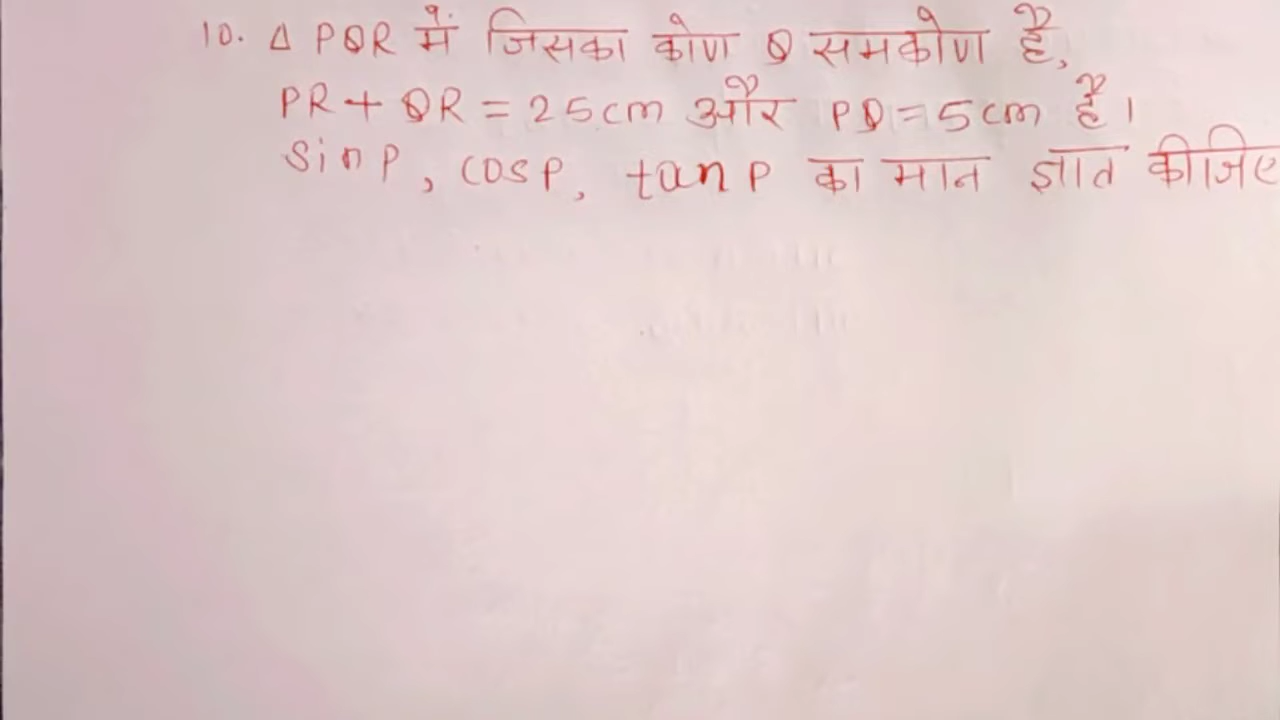 10. Δ PQR में जिसका कोण Q समकोण है,
PR + QR = 25cm और PQ = 5cm है।
sin P, cos P, tan P का मान ज्ञात कीजिए